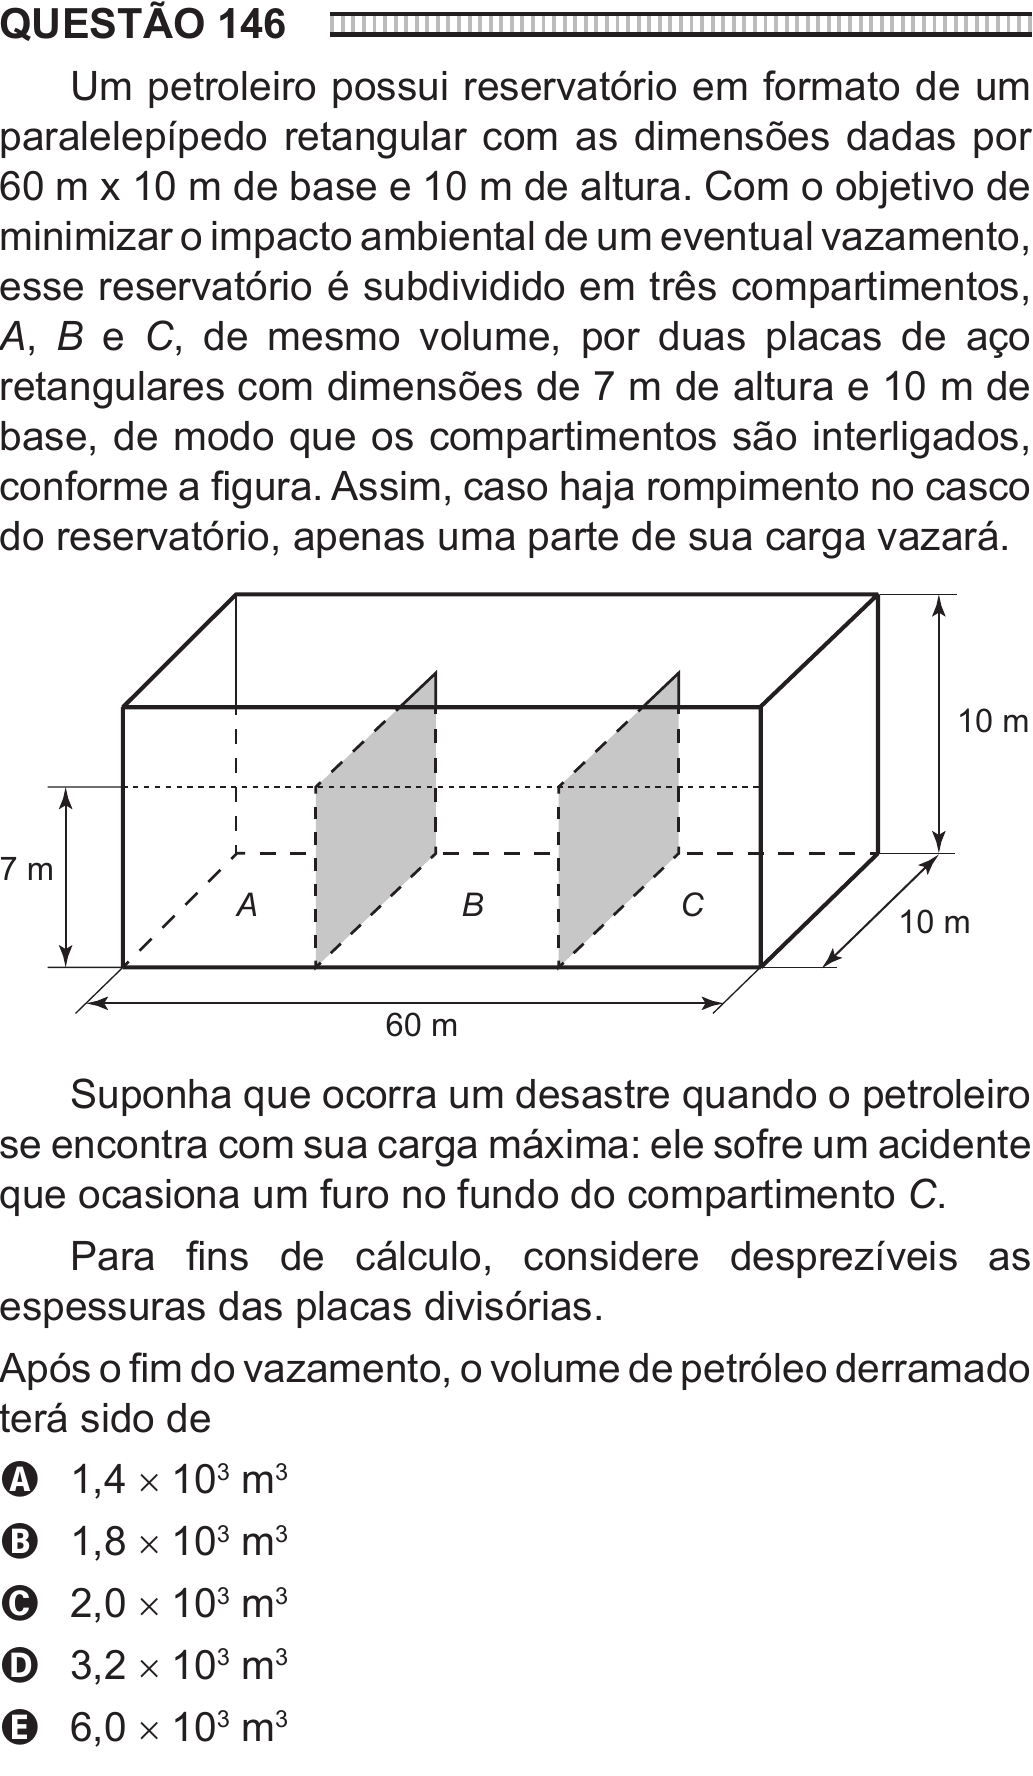 QUESTÃO 146
Um petroleiro possui reservatório em formato de um
paralelepípedo retangular com as dimensões dadas por
60 m x 10 m de base e 10 m de altura. Com o objetivo de
minimizar o impacto ambiental de um eventual vazamento,
esse reservatório é subdividido em três compartimentos,
A, B e C, de mesmo volume, por duas placas de aço
retangulares com dimensões de 7 m de altura e 10 m de
base, de modo que os compartimentos são interligados,
conforme a figura. Assim, caso haja rompimento no casco
do reservatório, apenas uma parte de sua carga vazará.
10 m
7 m
A B C
10 m
60 m
Suponha que ocorra um desastre quando o petroleiro
se encontra com sua carga máxima: ele sofre um acidente
que ocasiona um furo no fundo do compartimento C.
Para fins de cálculo, considere desprezíveis as
espessuras das placas divisórias.
Após o fim do vazamento, o volume de petróleo derramado
terá sido de
A 1,4 × 10³ m³
B 1,8 × 10³ m³
C 2,0 × 10³ m³
D 3,2 × 10³ m³
E 6,0 × 10³ m³